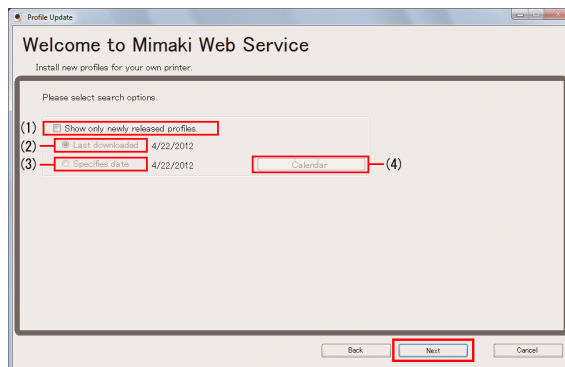 Profile Update
Welcome to Mimaki Web Service
Install new profiles for your own printer.
Please select search options.
(1) Show only newly released profiles.
(2) Last downloaded 4/22/2012
(3) Specifies date 4/22/2012 Calendar (4)
Back Next Cancel